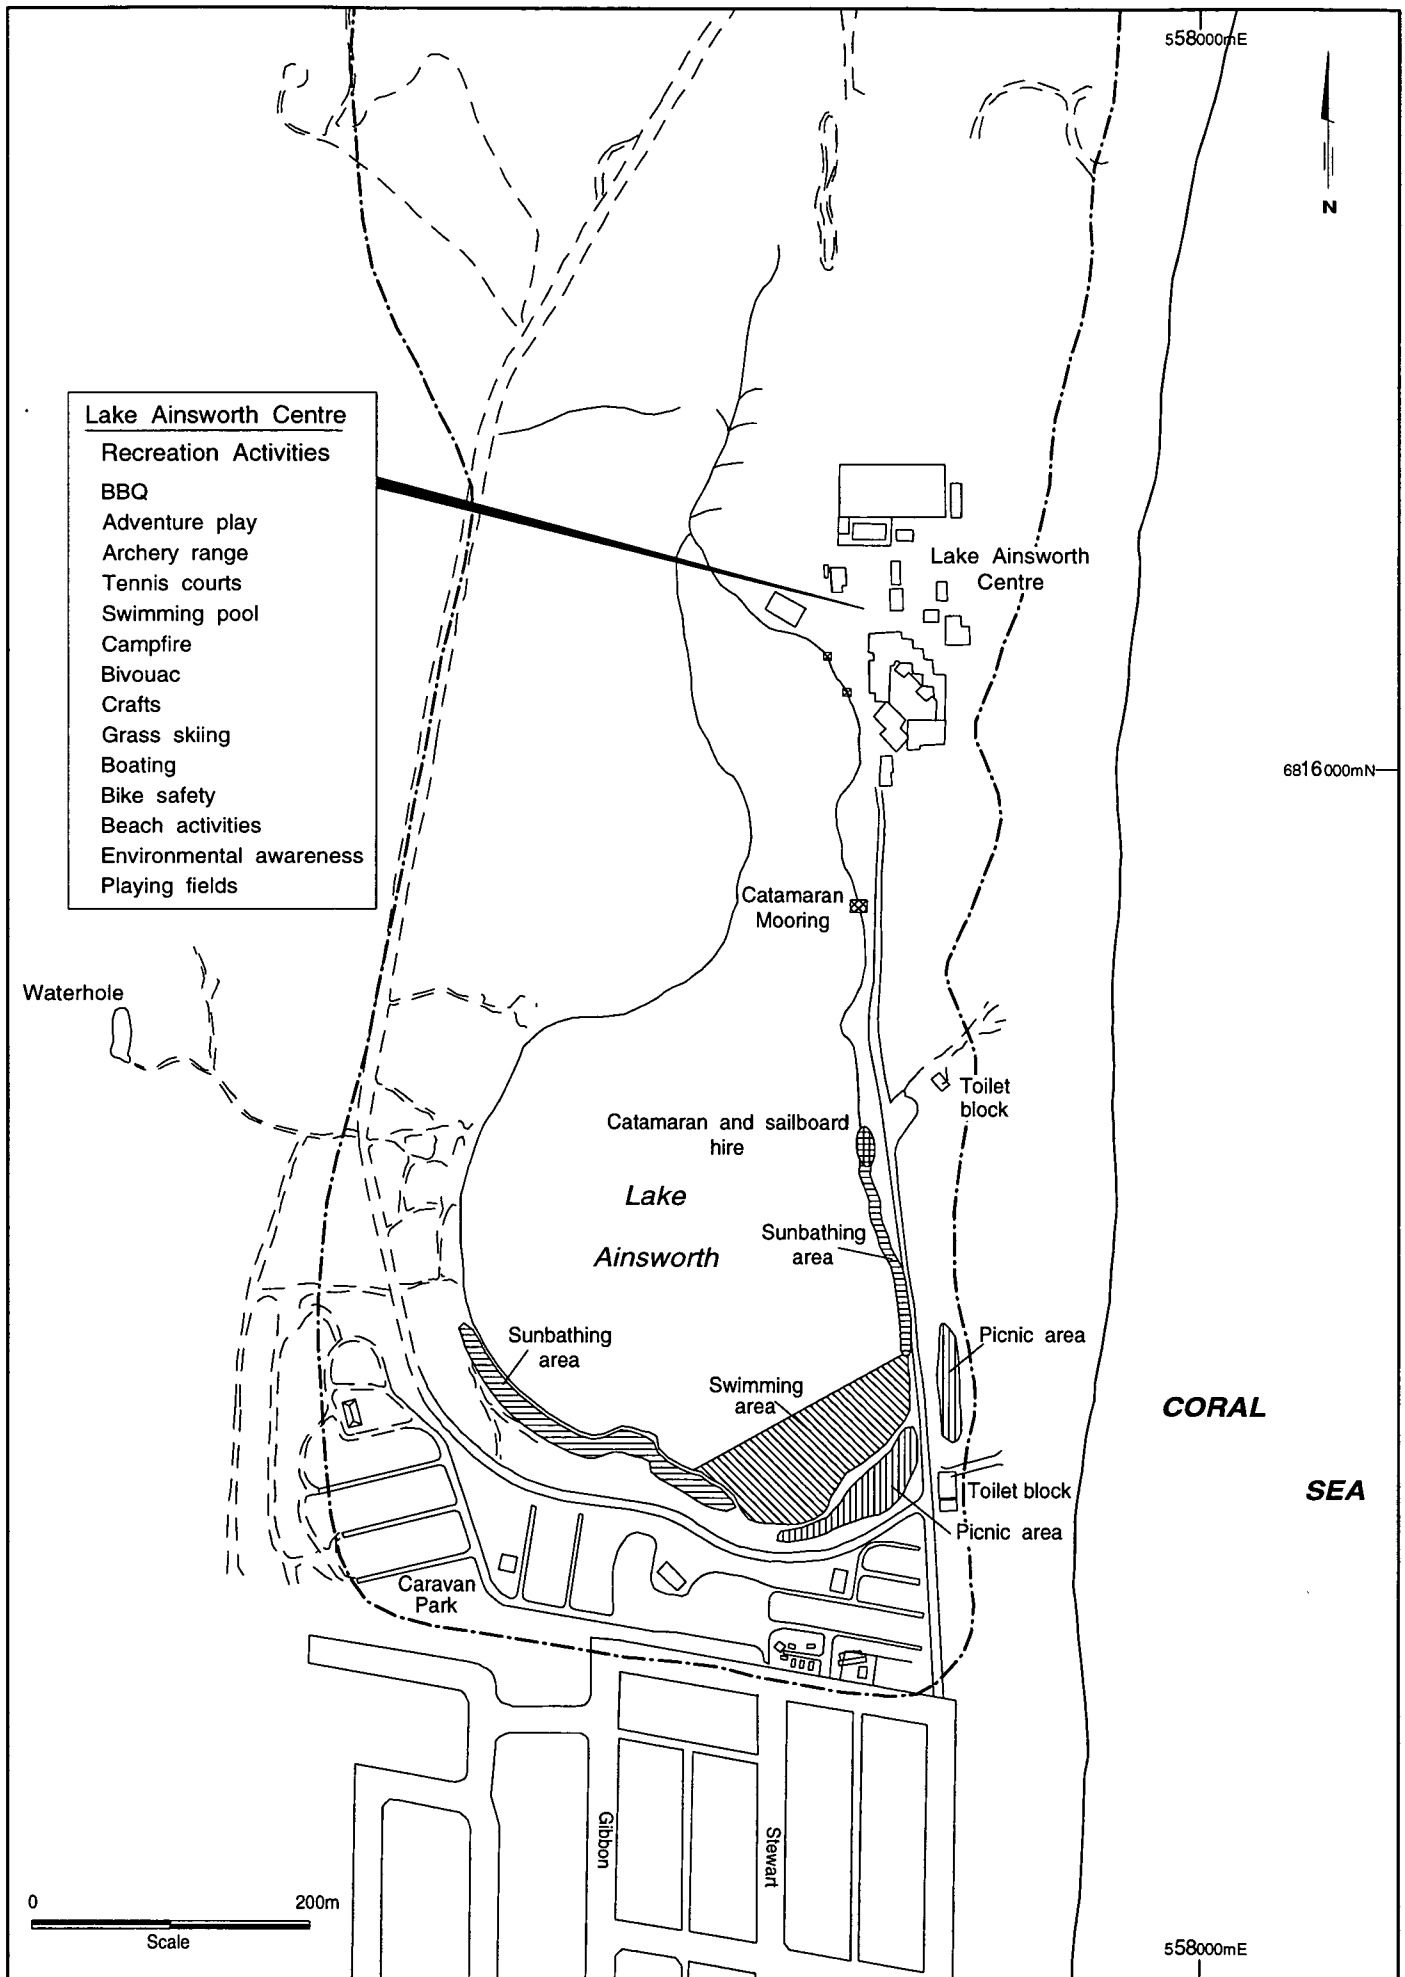 558000mE
N
Lake Ainsworth Centre
Recreation Activities
BBQ
Adventure play
Archery range
Tennis courts
Swimming pool
Campfire
Bivouac
Crafts
Grass skiing
Boating
Bike safety
Beach activities
Environmental awareness
Playing fields
Lake Ainsworth
Centre
6816000mN
Catamaran
Mooring
Waterhole
Toilet
block
Catamaran and sailboard
hire
Lake
Ainsworth
Sunbathing
area
Sunbathing
area
Picnic area
Swimming
area
CORAL
SEA
Toilet block
Picnic area
Caravan
Park
Gibbon
Stewart
0 200m
Scale
558000mE